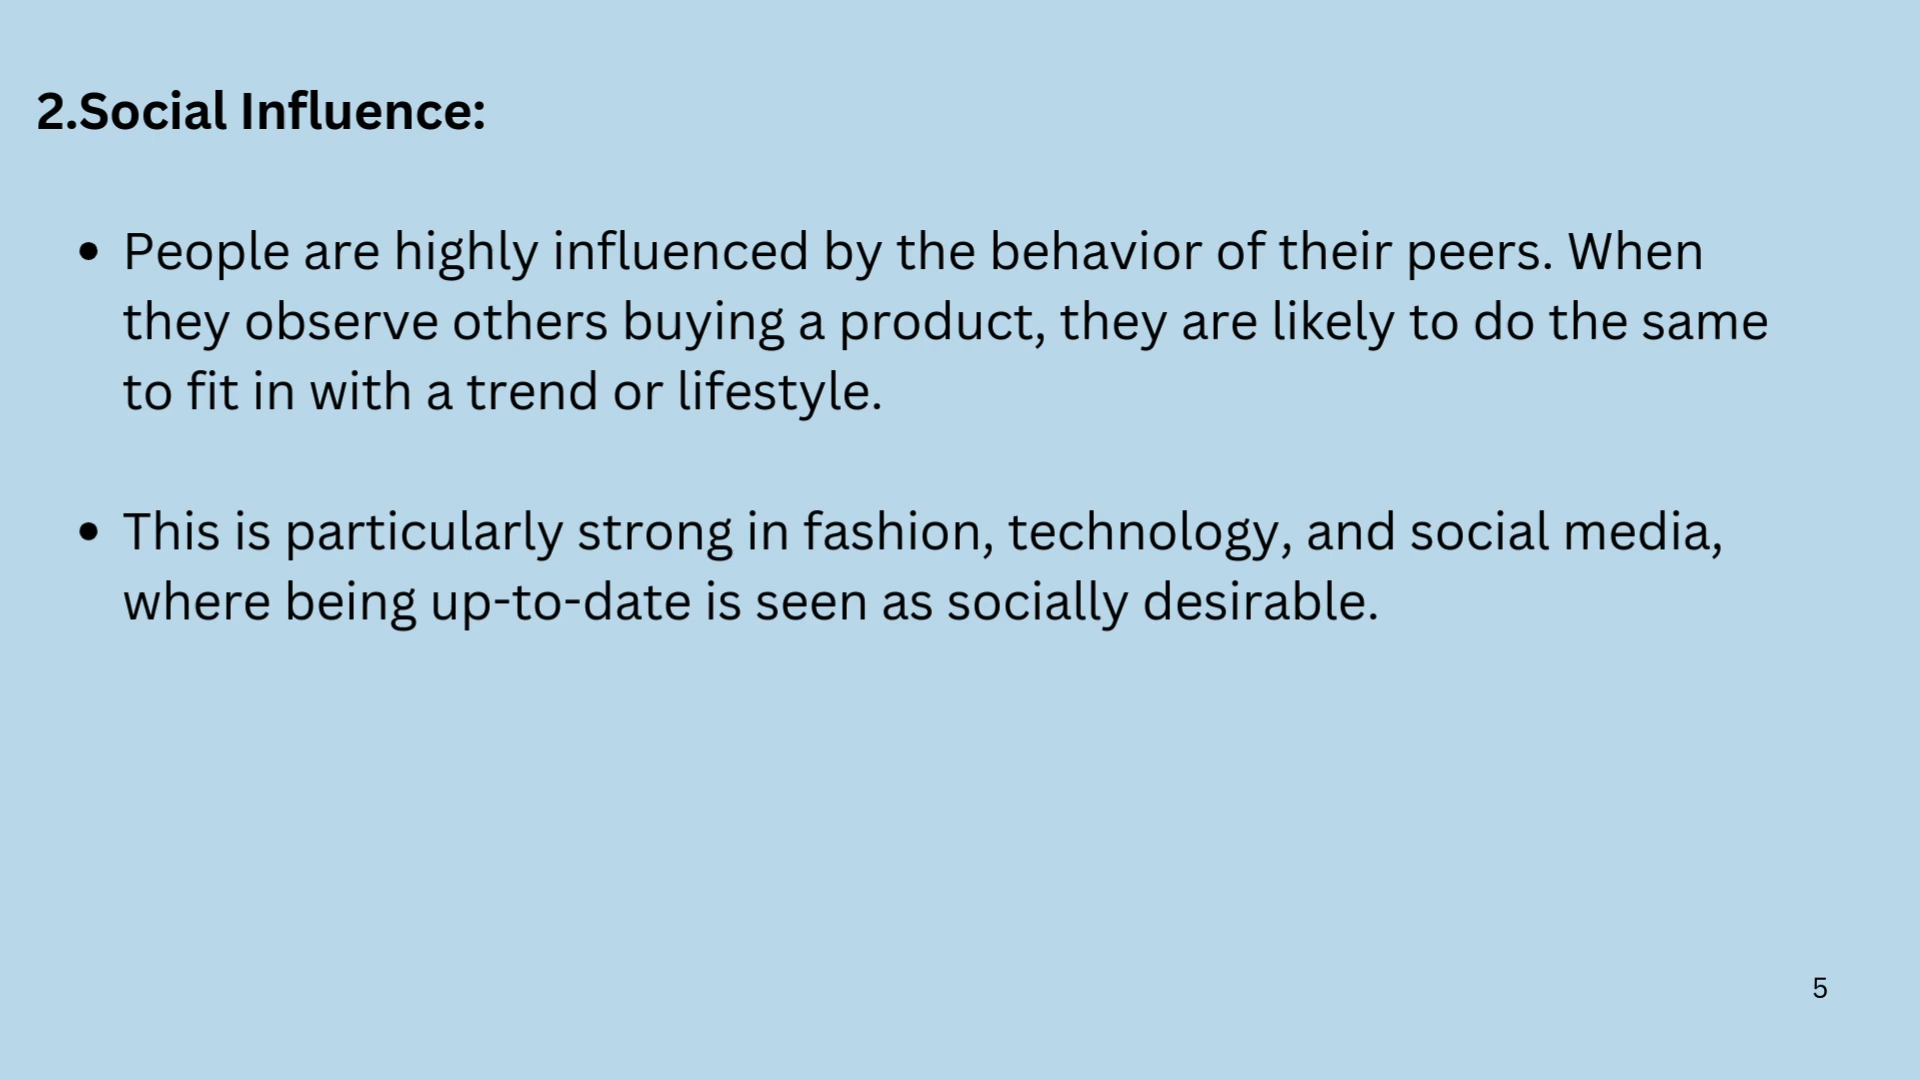 2.Social Influence:
• People are highly influenced by the behavior of their peers. When
they observe others buying a product, they are likely to do the same
to fit in with a trend or lifestyle.
• This is particularly strong in fashion, technology, and social media,
where being up-to-date is seen as socially desirable.
5